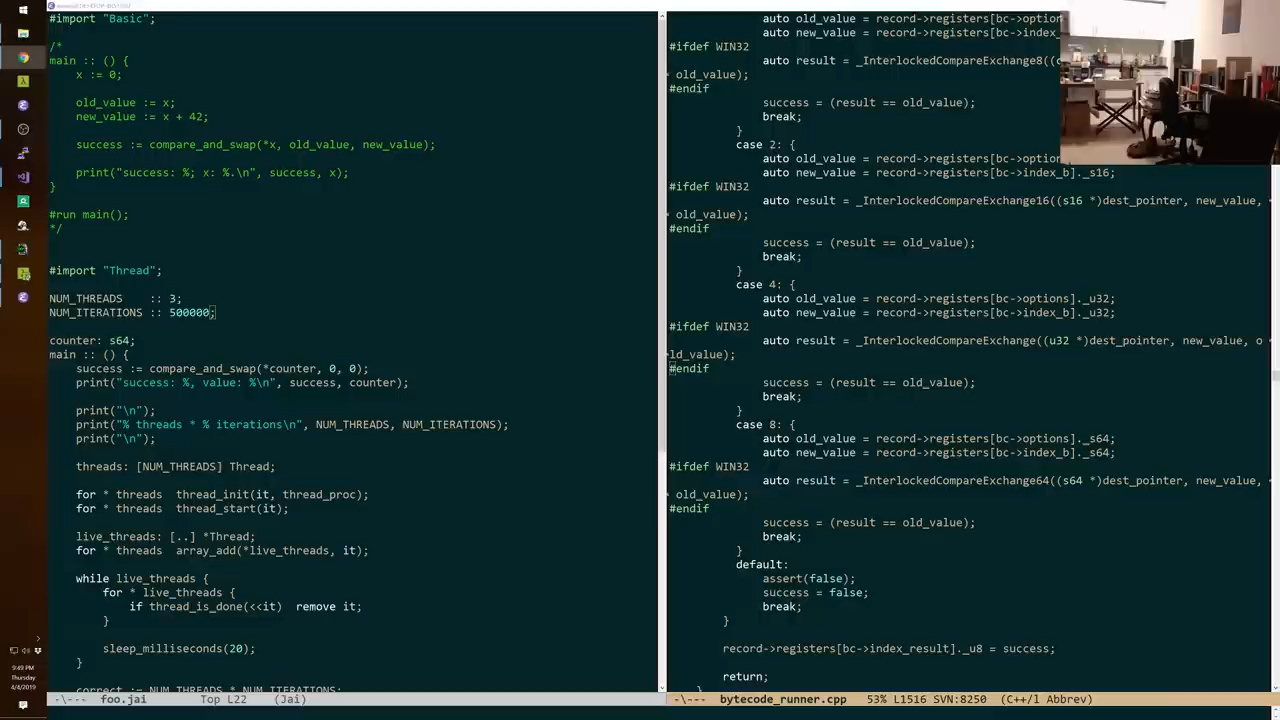 #import "Basic";
/*
main :: () {
x := 0;
old_value := x;
new_value := x + 42;
success := compare_and_swap(*x, old_value, new_value);
print("success: %; x: %.\n", success, x);
}
#run main();
*/
#import "Thread";
NUM_THREADS    :: 3;
NUM_ITERATIONS :: 500000;
counter: s64;
main :: () {
success := compare_and_swap(*counter, 0, 0);
print("success: %, value: %\n", success, counter);
print("\n");
print("% threads * % iterations\n", NUM_THREADS, NUM_ITERATIONS);
print("\n");
threads: [NUM_THREADS] Thread;
for * threads  thread_init(it, thread_proc);
for * threads  thread_start(it);
live_threads: [..] *Thread;
for * threads  array_add(*live_threads, it);
while live_threads {
for * live_threads {
if thread_is_done(<<it)  remove it;
}
sleep_milliseconds(20);
}
correct := NUM_THREADS * NUM_ITERATIONS;
-\---  foo.jai        Top L22    (Jai)
auto old_value = record->registers[bc->option
auto new_value = record->registers[bc->index_
#ifdef WIN32
auto result = _InterlockedCompareExchange8((
old_value);
#endif
success = (result == old_value);
break;
}
case 2: {
auto old_value = record->registers[bc->option
auto new_value = record->registers[bc->index_b]._s16;
#ifdef WIN32
auto result = _InterlockedCompareExchange16((s16 *)dest_pointer, new_value,
old_value);
#endif
success = (result == old_value);
break;
}
case 4: {
auto old_value = record->registers[bc->options]._u32;
auto new_value = record->registers[bc->index_b]._u32;
#ifdef WIN32
auto result = _InterlockedCompareExchange((u32 *)dest_pointer, new_value, o
ld_value);
#endif
success = (result == old_value);
break;
}
case 8: {
auto old_value = record->registers[bc->options]._s64;
auto new_value = record->registers[bc->index_b]._s64;
#ifdef WIN32
auto result = _InterlockedCompareExchange64((s64 *)dest_pointer, new_value,
old_value);
#endif
success = (result == old_value);
break;
}
default:
assert(false);
success = false;
break;
}
record->registers[bc->index_result]._u8 = success;
return;
}
-\---  bytecode_runner.cpp   53% L1516 SVN:8250  (C++/l Abbrev)
9:49 PM
Thursday
4/4/2019